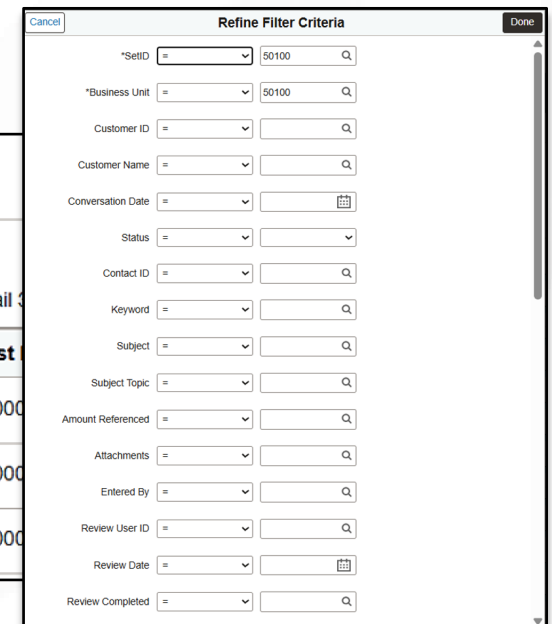 Cancel Refine Filter Criteria Done
*SetID = 50100
*Business Unit = 50100
Customer ID =
Customer Name =
Conversation Date =
Status =
Contact ID =
Keyword =
Subject =
Subject Topic =
Amount Referenced =
Attachments =
Entered By =
Review User ID =
Review Date =
Review Completed =